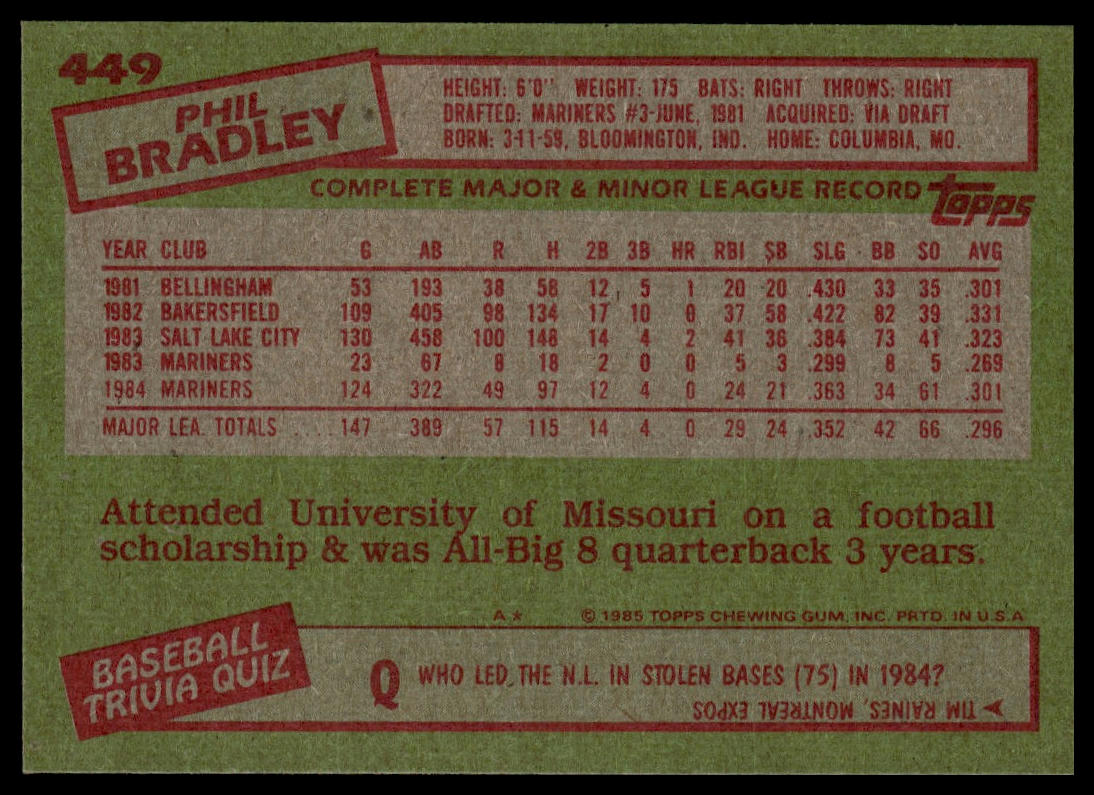 449
PHIL
BRADLEY
HEIGHT: 6'0" WEIGHT: 175 BATS: RIGHT THROWS: RIGHT
DRAFTED: MARINERS #3-JUNE, 1981 ACQUIRED: VIA DRAFT
BORN: 3-11-59, BLOOMINGTON, IND. HOME: COLUMBIA, MO.
COMPLETE MAJOR & MINOR LEAGUE RECORD topps
YEAR CLUB G AB R H 2B 3B HR RBI SB SLG BB SO AVG
1981 BELLINGHAM 53 193 38 58 12 5 1 20 20 .430 33 35 .301
1982 BAKERSFIELD 109 405 98 134 17 10 0 37 58 .422 82 39 .331
1983 SALT LAKE CITY 130 458 100 148 14 4 2 41 36 .384 73 41 .323
1983 MARINERS 23 67 8 18 2 0 0 5 3 .299 8 5 .269
1984 MARINERS 124 322 49 97 12 4 0 24 21 .363 34 61 .301
MAJOR LEA. TOTALS .... 147 389 57 115 14 4 0 29 24 .352 42 66 .296
Attended University of Missouri on a football
scholarship & was All-Big 8 quarterback 3 years.
A* © 1985 TOPPS CHEWING GUM, INC. PRTD. IN U.S.A
BASEBALL
TRIVIA QUIZ
Q WHO LED THE N.L. IN STOLEN BASES (75) IN 1984?
TIM RAINES, MONTREAL EXPOS